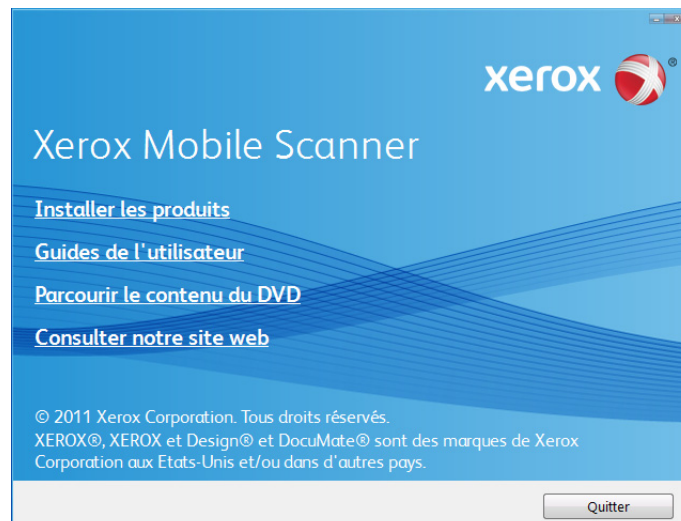 xerox ®
Xerox Mobile Scanner
Installer les produits
Guides de l'utilisateur
Parcourir le contenu du DVD
Consulter notre site web
© 2011 Xerox Corporation. Tous droits réservés.
XEROX®, XEROX et Design® et DocuMate® sont des marques de Xerox
Corporation aux Etats-Unis et/ou dans d'autres pays.
Quitter